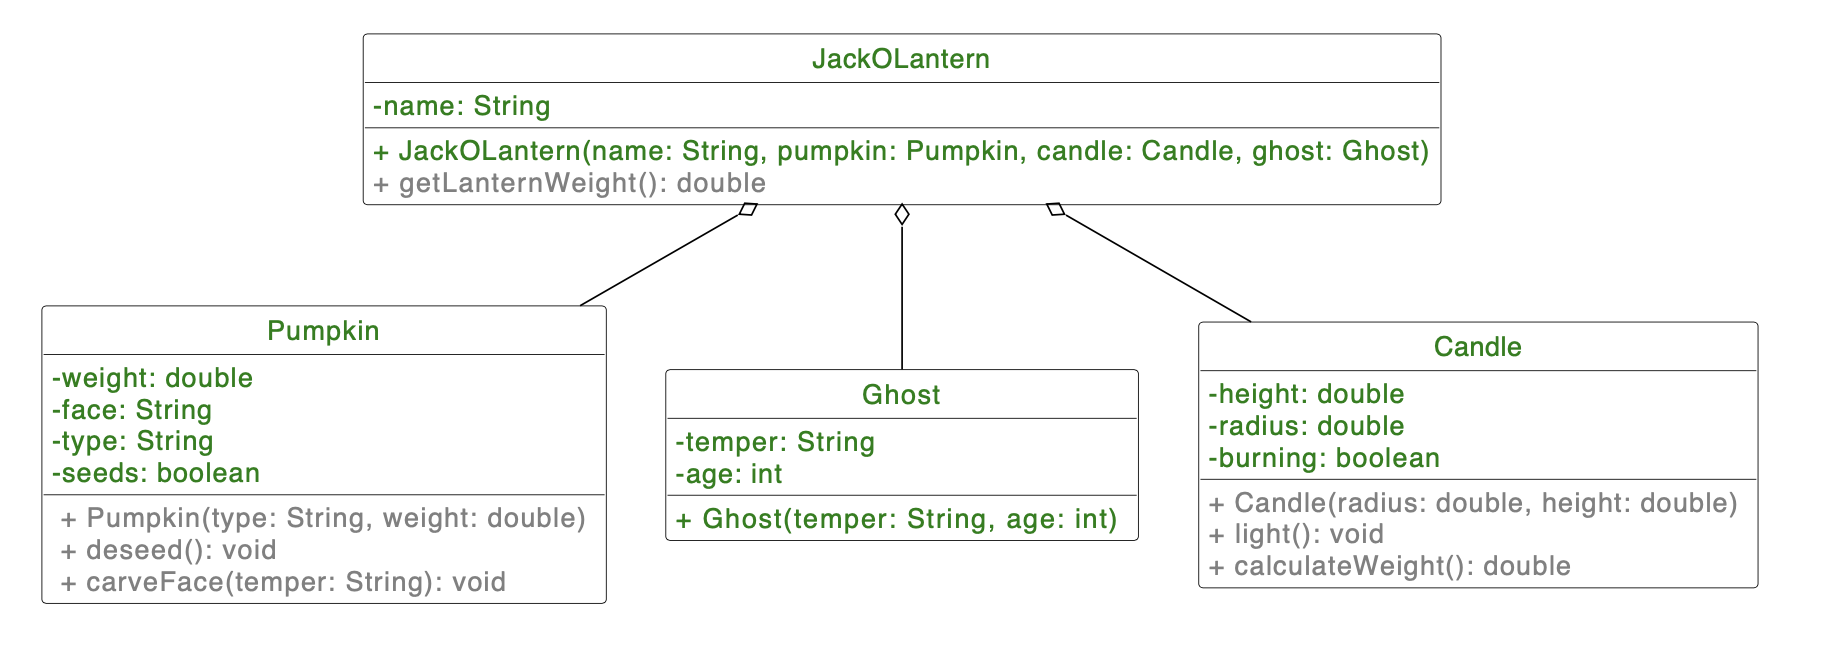 JackOLantern
-name: String
+ JackOLantern(name: String, pumpkin: Pumpkin, candle: Candle, ghost: Ghost)
+ getLanternWeight(): double
Pumpkin
-weight: double
-face: String
-type: String
-seeds: boolean
+ Pumpkin(type: String, weight: double)
+ deseed(): void
+ carveFace(temper: String): void
Ghost
-temper: String
-age: int
+ Ghost(temper: String, age: int)
Candle
-height: double
-radius: double
-burning: boolean
+ Candle(radius: double, height: double)
+ light(): void
+ calculateWeight(): double